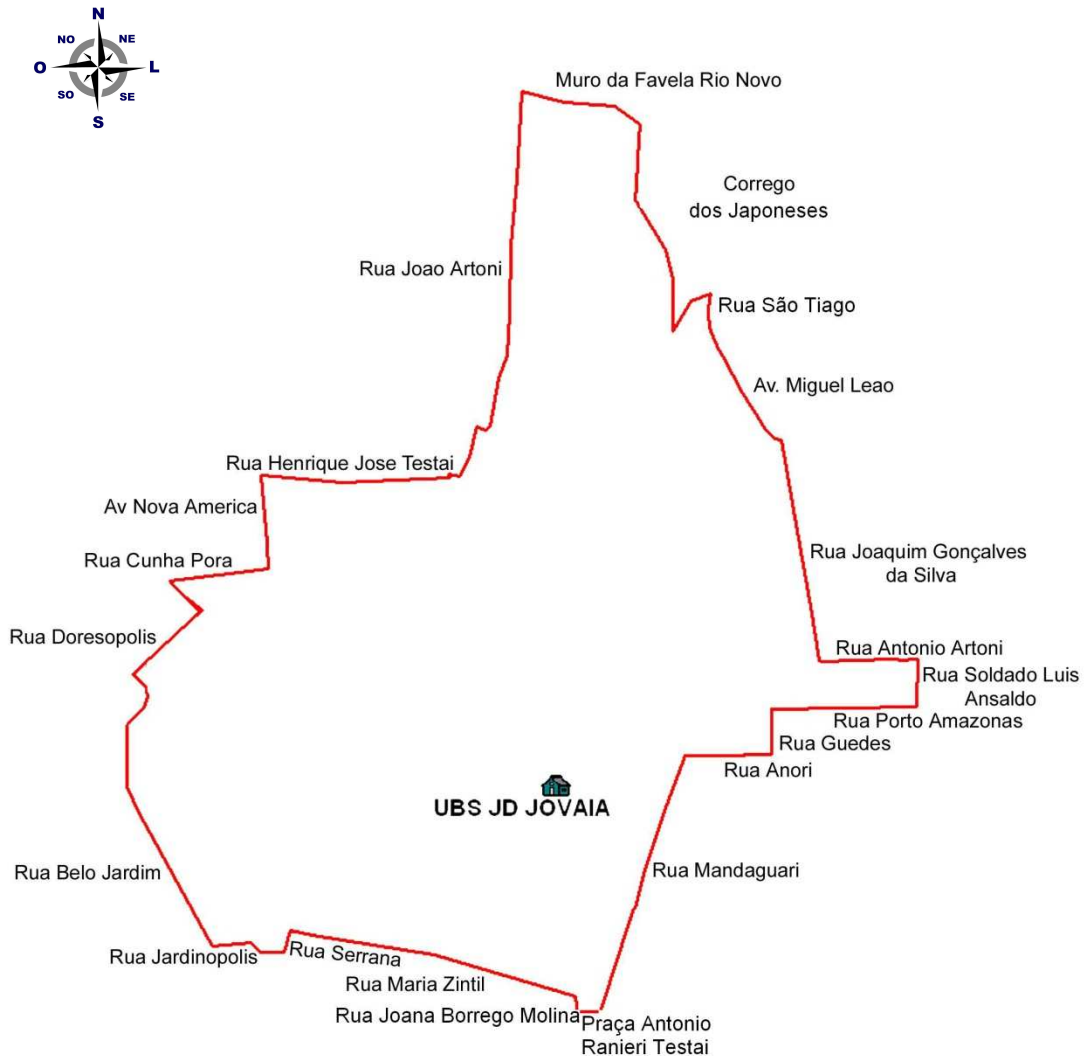 N
NO
NE
O
L
SO
SE
S
Muro da Favela Rio Novo
Corrego
dos Japoneses
Rua Joao Artoni
Rua São Tiago
Av. Miguel Leao
Rua Henrique Jose Testai
Av Nova America
Rua Cunha Pora
Rua Joaquim Gonçalves
da Silva
Rua Doresopolis
Rua Antonio Artoni
Rua Soldado Luis
Ansaldo
Rua Porto Amazonas
Rua Guedes
Rua Anori
UBS JD JOVAIA
Rua Belo Jardim
Rua Mandaguari
Rua Jardinopolis
Rua Serrana
Rua Maria Zintil
Rua Joana Borrego Molina
Praça Antonio
Ranieri Testai